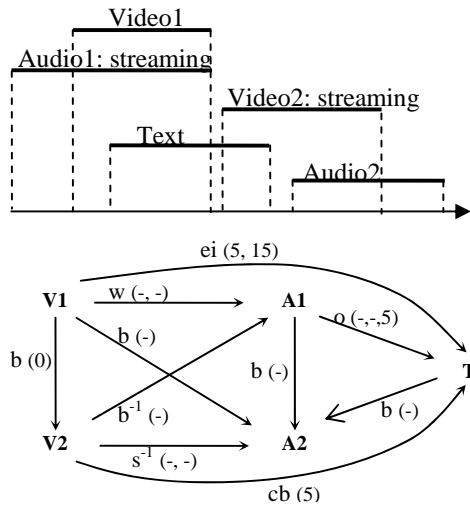 Video1
Audio1: streaming
Video2: streaming
Text
Audio2
ei (5, 15)
V1
w (-, -)
A1
o (-,-,5)
b (-)
b (0)
b (-)
T
b⁻¹ (-)
b (-)
V2
s⁻¹ (-, -)
A2
cb (5)